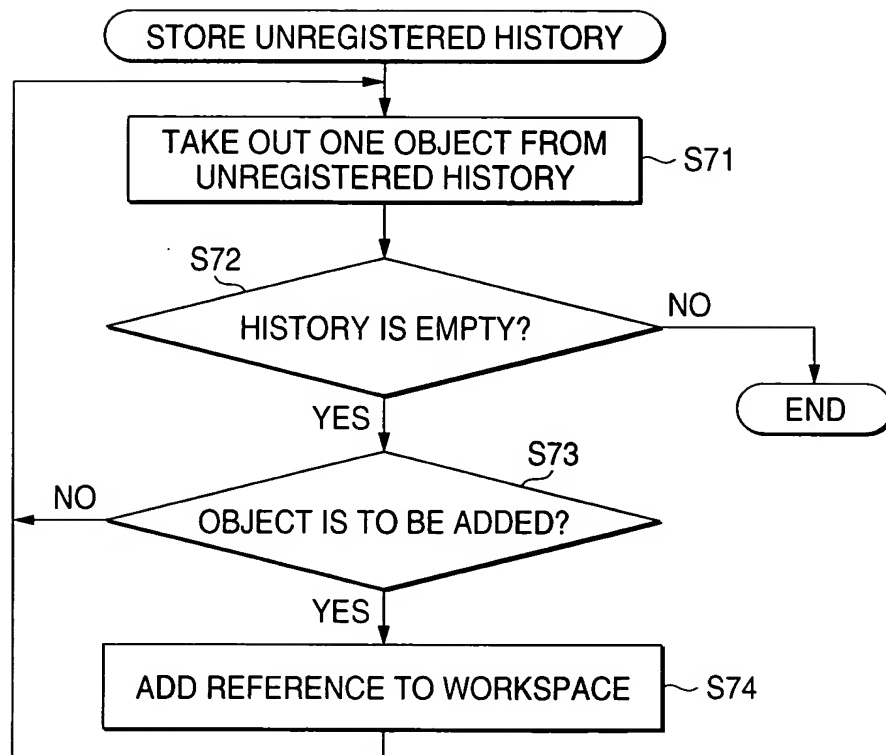 STORE UNREGISTERED HISTORY
TAKE OUT ONE OBJECT FROM
UNREGISTERED HISTORY
S71
S72
HISTORY IS EMPTY?
NO
END
YES
S73
NO
OBJECT IS TO BE ADDED?
YES
ADD REFERENCE TO WORKSPACE
S74